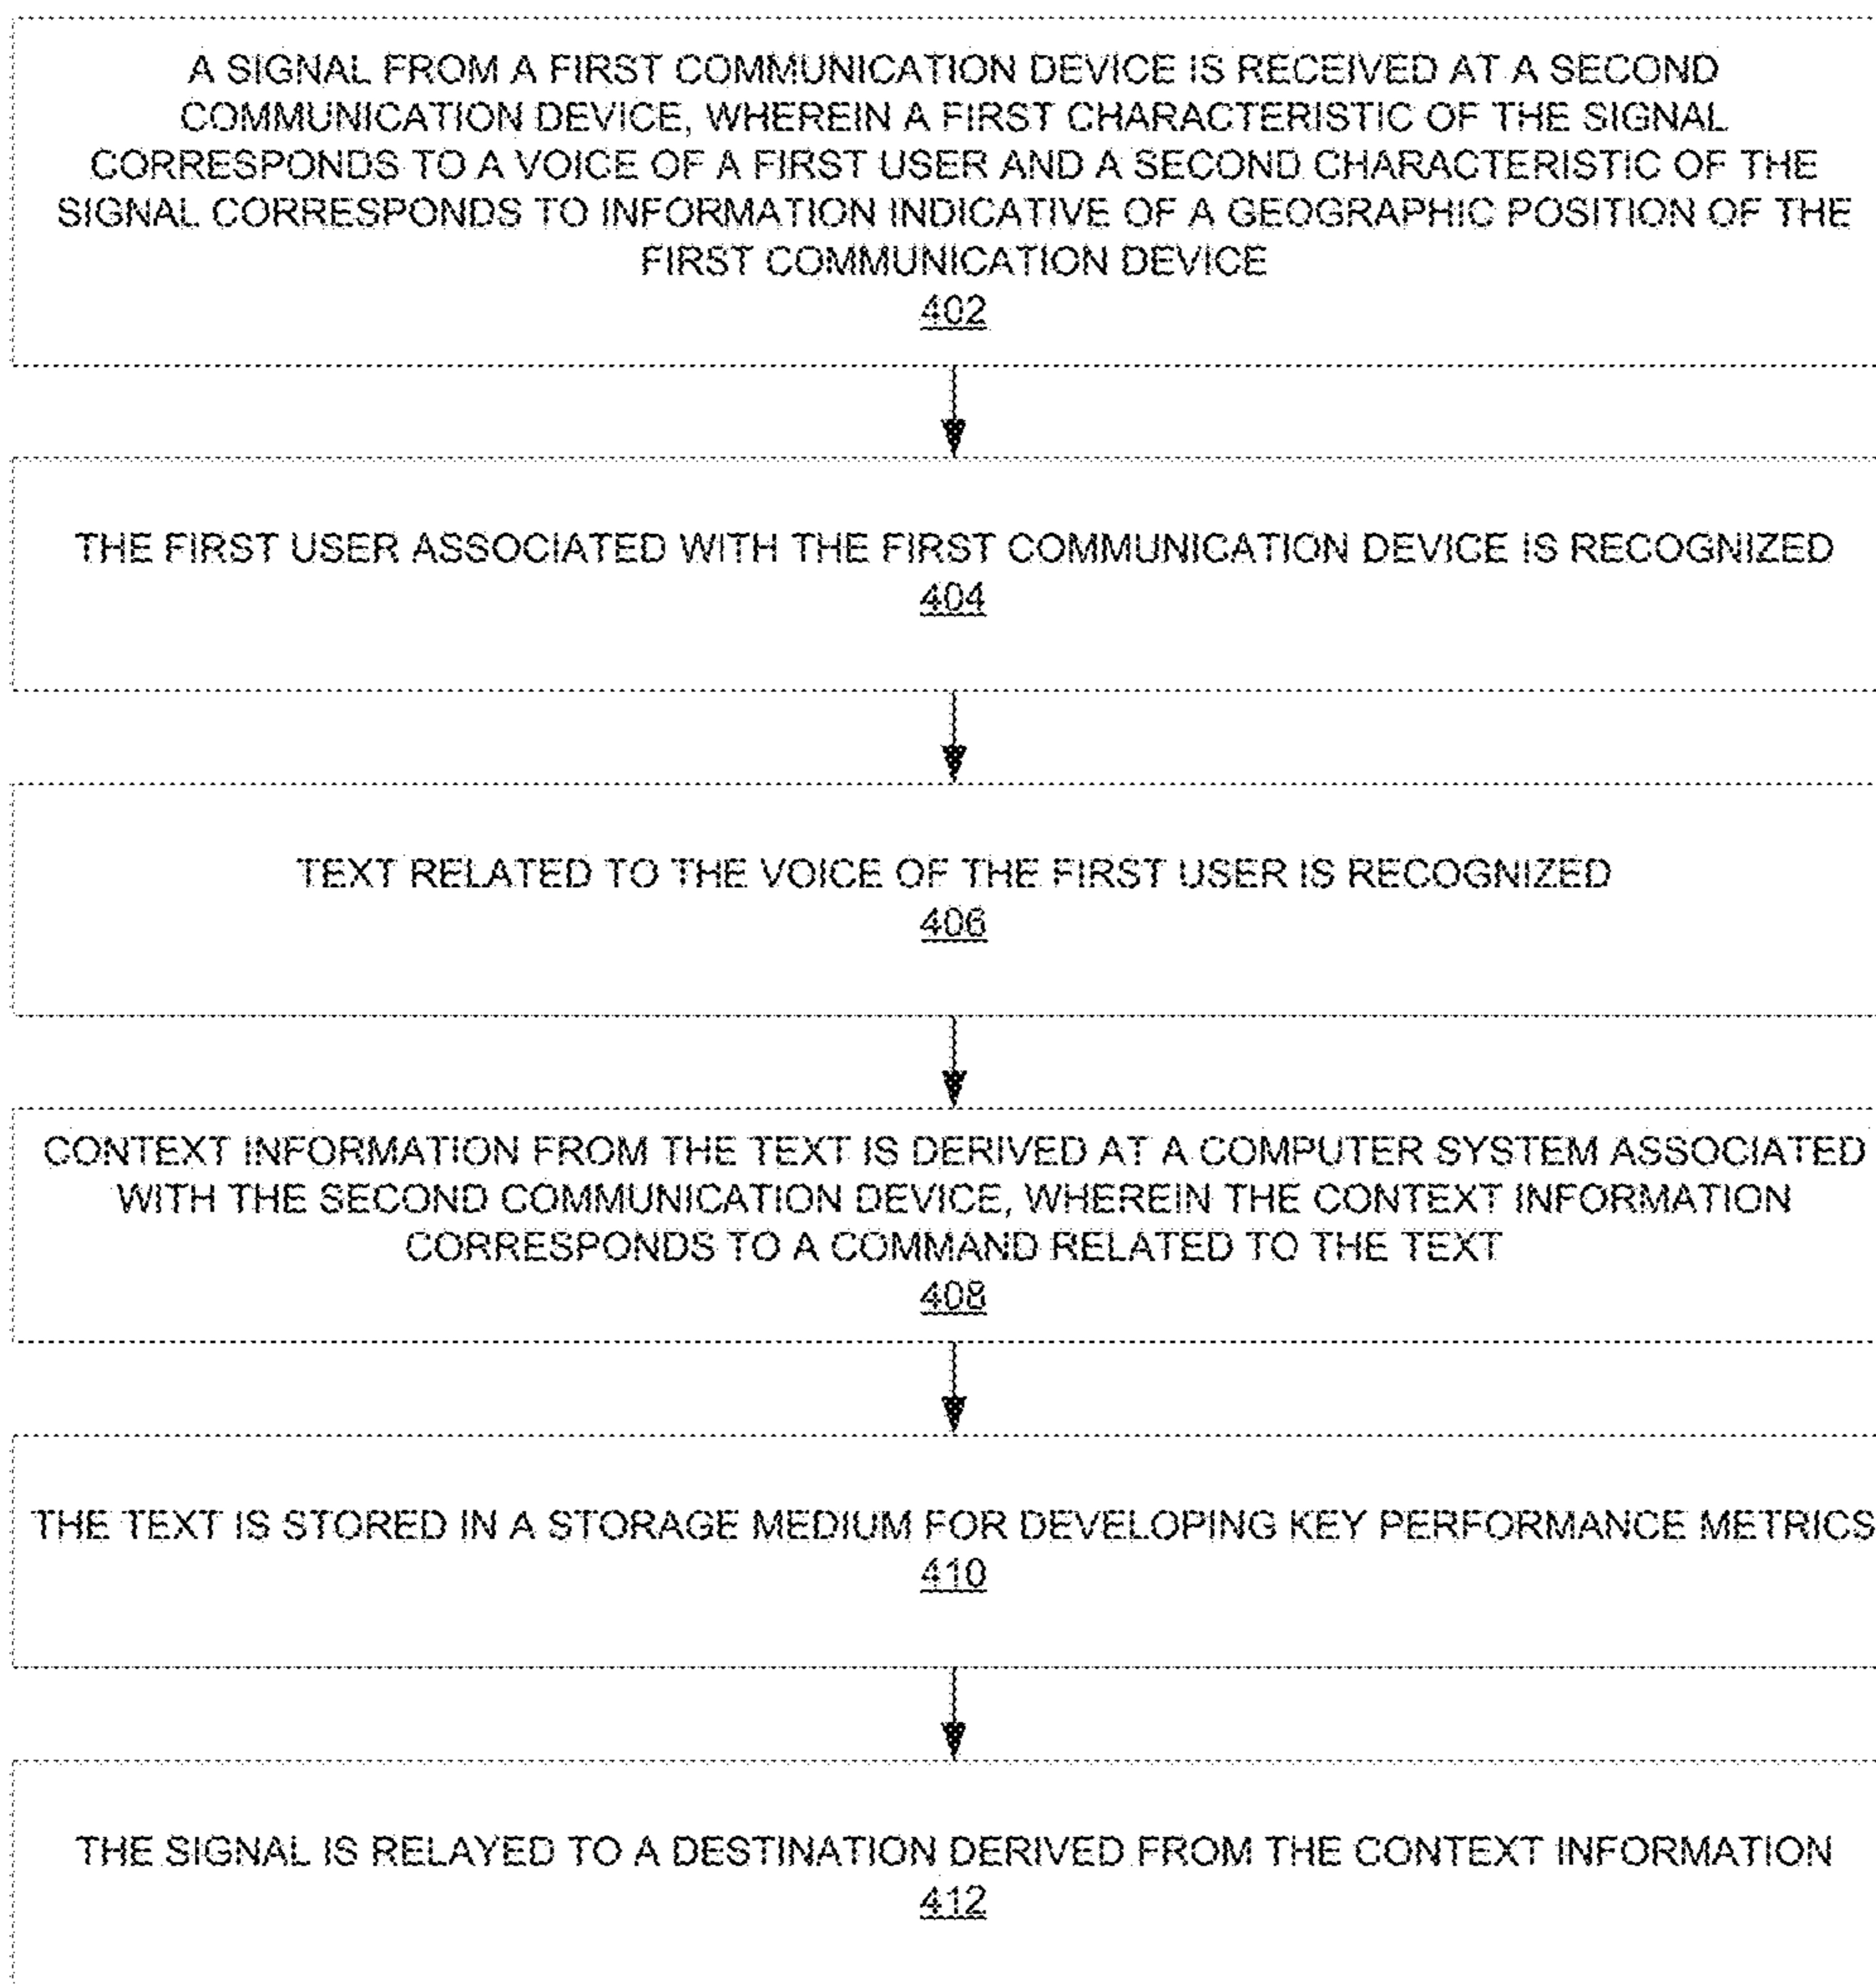 A SIGNAL FROM A FIRST COMMUNICATION DEVICE IS RECEIVED AT A SECOND
COMMUNICATION DEVICE, WHEREIN A FIRST CHARACTERISTIC OF THE SIGNAL
CORRESPONDS TO A VOICE OF A FIRST USER AND A SECOND CHARACTERISTIC OF THE
SIGNAL CORRESPONDS TO INFORMATION INDICATIVE OF A GEOGRAPHIC POSITION OF THE
FIRST COMMUNICATION DEVICE
402
THE FIRST USER ASSOCIATED WITH THE FIRST COMMUNICATION DEVICE IS RECOGNIZED
404
TEXT RELATED TO THE VOICE OF THE FIRST USER IS RECOGNIZED
406
CONTEXT INFORMATION FROM THE TEXT IS DERIVED AT A COMPUTER SYSTEM ASSOCIATED
WITH THE SECOND COMMUNICATION DEVICE, WHEREIN THE CONTEXT INFORMATION
CORRESPONDS TO A COMMAND RELATED TO THE TEXT
408
THE TEXT IS STORED IN A STORAGE MEDIUM FOR DEVELOPING KEY PERFORMANCE METRICS
410
THE SIGNAL IS RELAYED TO A DESTINATION DERIVED FROM THE CONTEXT INFORMATION
412